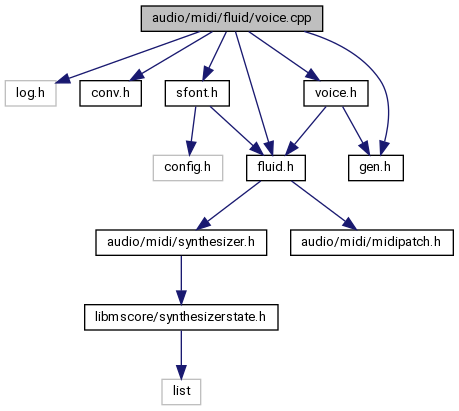 audio/midi/fluid/voice.cpp
log.h
conv.h
sfont.h
voice.h
config.h
fluid.h
gen.h
audio/midi/synthesizer.h
audio/midi/midipatch.h
libmscore/synthesizerstate.h
list